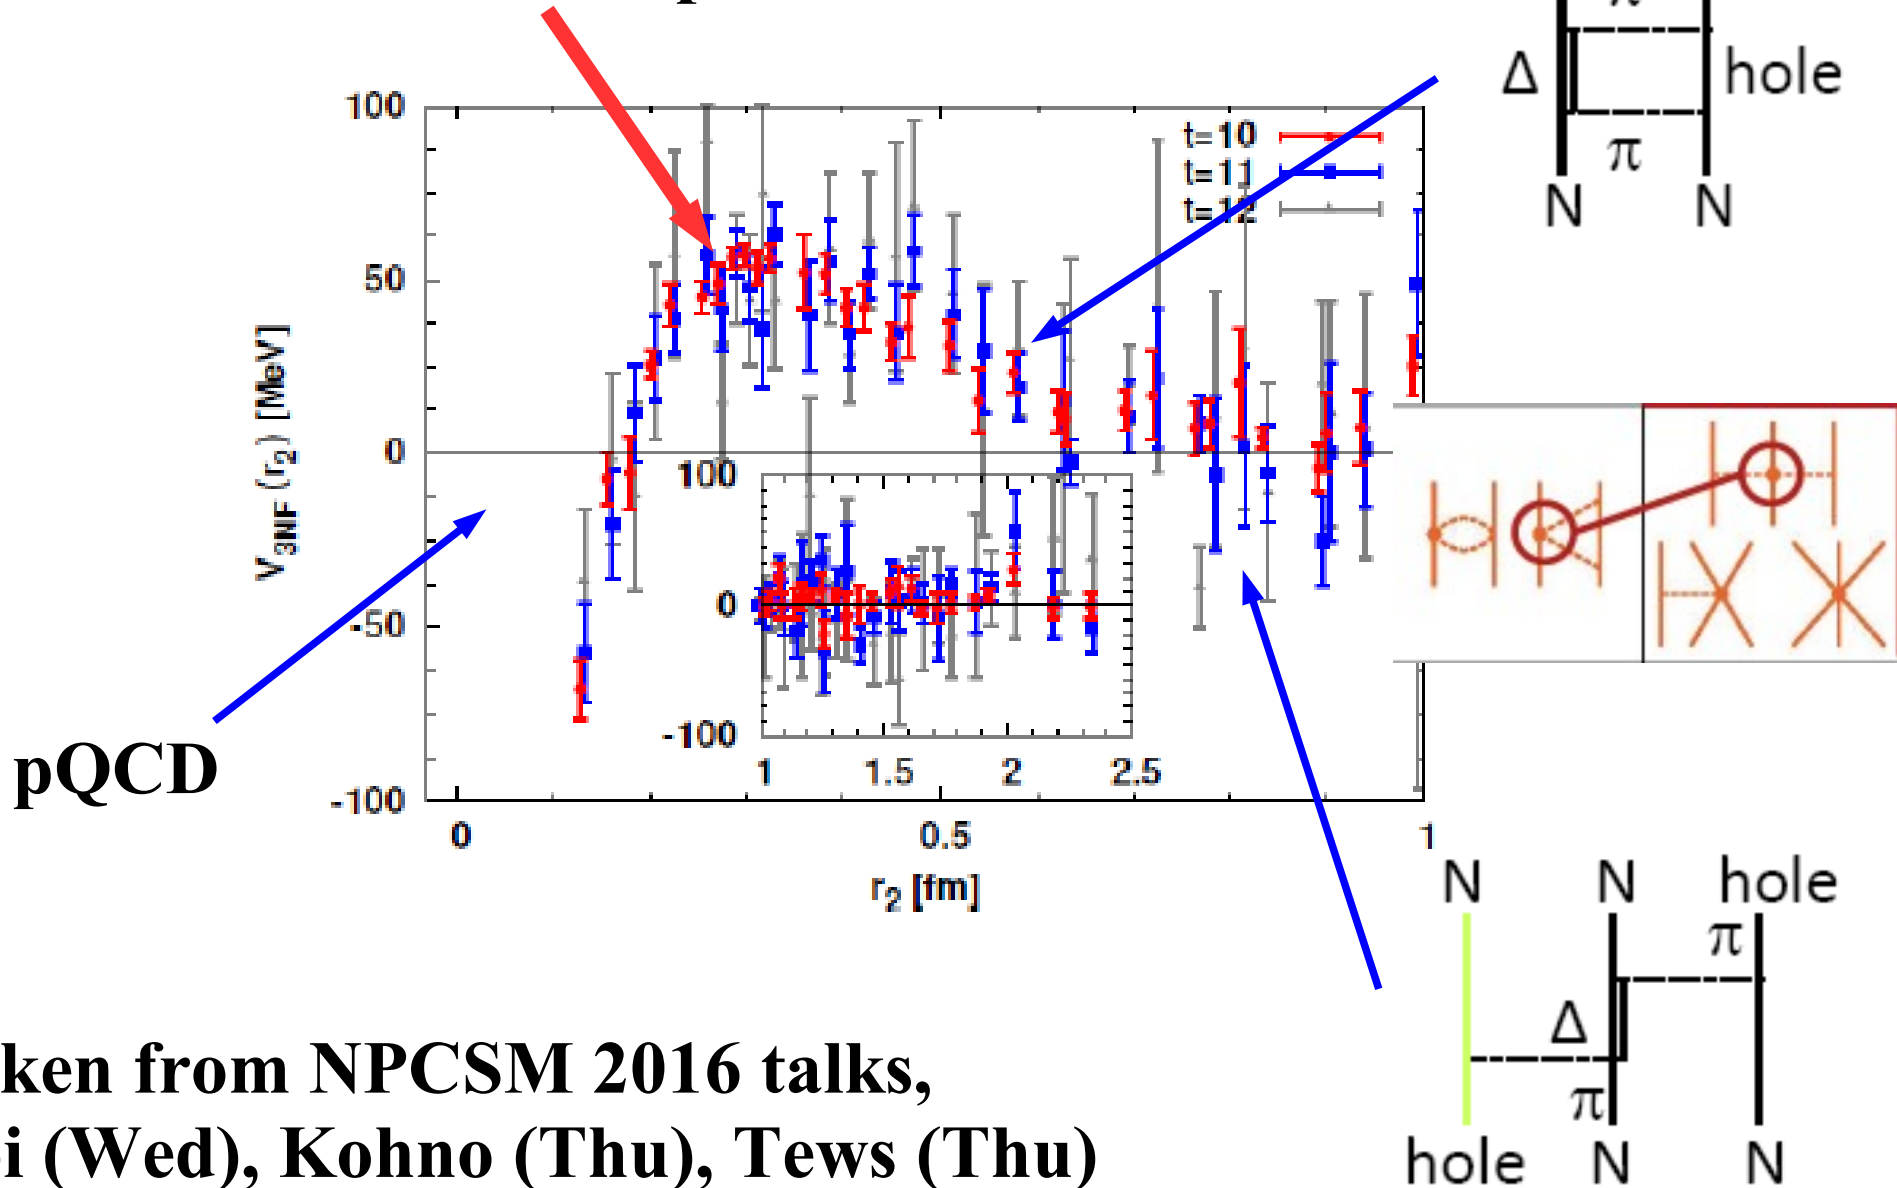 π
Δ hole
π
N N
100
50
0
-50
-100
t=10
t=11
t=12
V3NF (r2) [MeV]
100
0
-100
1 1.5 2 2.5
0 0.5 1
r2 [fm]
pQCD
N N hole
π
Δ
π
hole N N
ken from NPCSM 2016 talks,
i (Wed), Kohno (Thu), Tews (Thu)